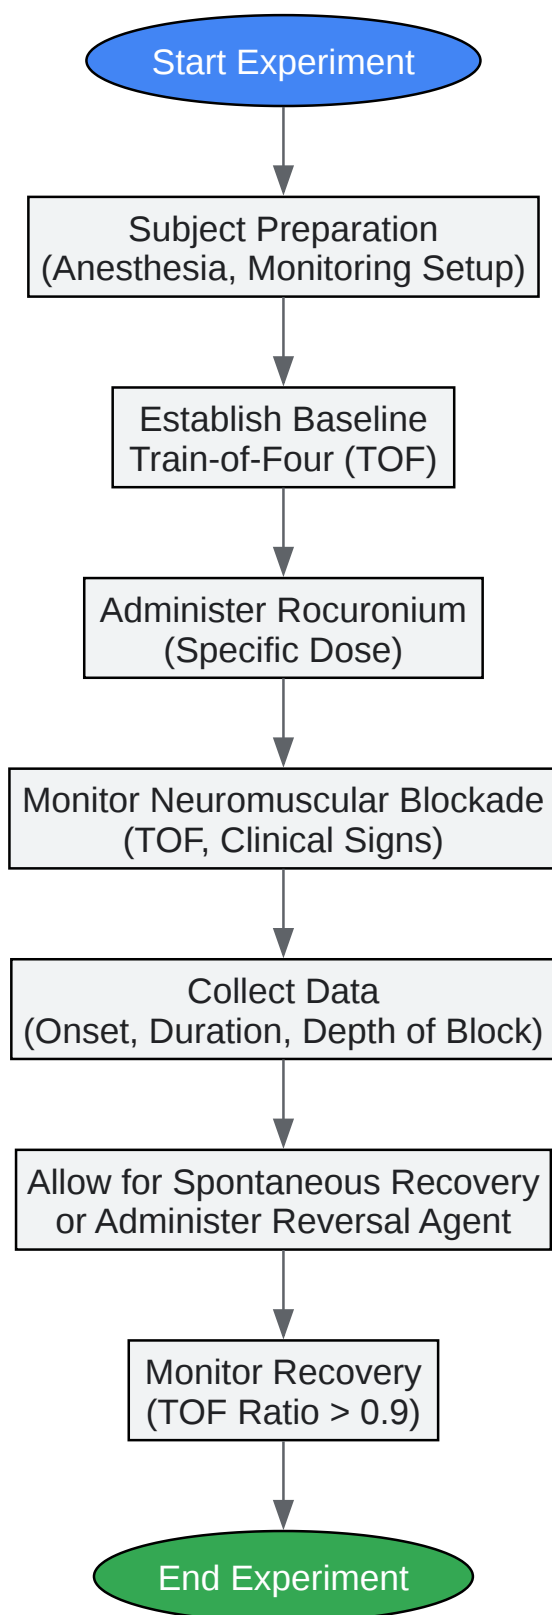 Start Experiment
Subject Preparation
(Anesthesia, Monitoring Setup)
Establish Baseline
Train-of-Four (TOF)
Administer Rocuronium
(Specific Dose)
Monitor Neuromuscular Blockade
(TOF, Clinical Signs)
Collect Data
(Onset, Duration, Depth of Block)
Allow for Spontaneous Recovery
or Administer Reversal Agent
Monitor Recovery
(TOF Ratio > 0.9)
End Experiment